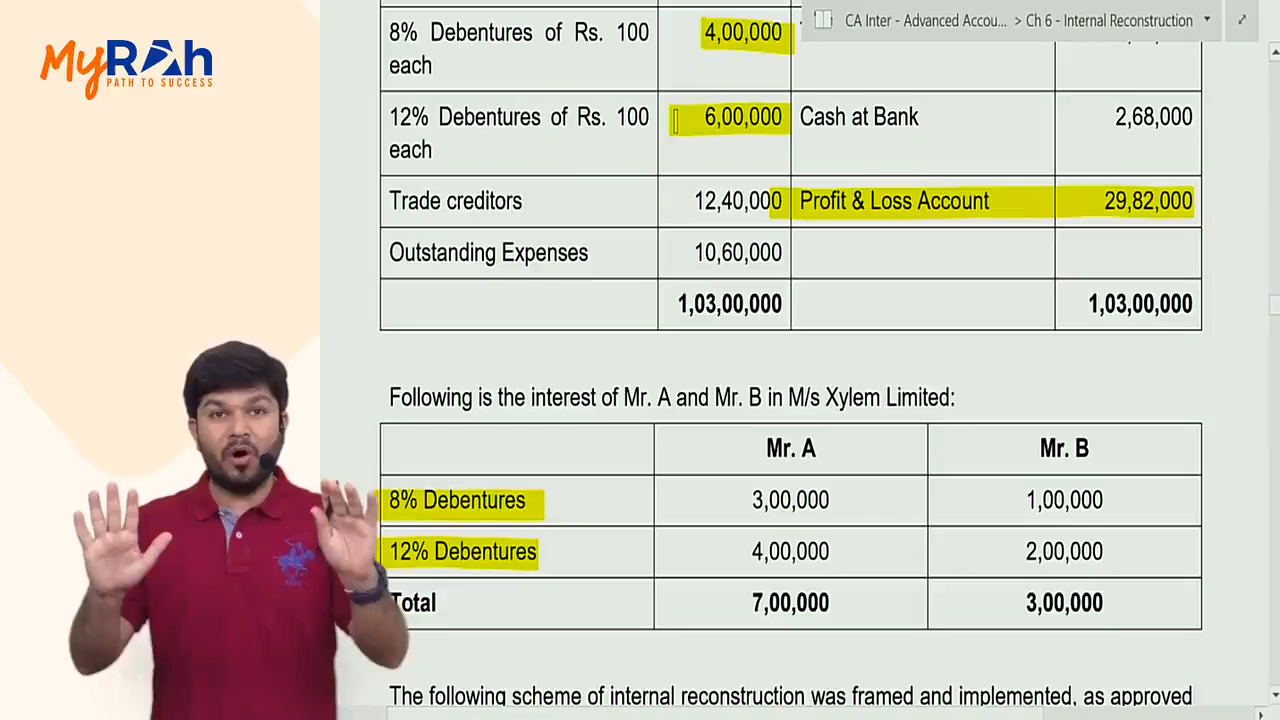 MyRAh
PATH TO SUCCESS
CA Inter - Advanced Accou... > Ch 6 - Internal Reconstruction
8% Debentures of Rs. 100 each 4,00,000
12% Debentures of Rs. 100 each 6,00,000 Cash at Bank 2,68,000
Trade creditors 12,40,000 Profit & Loss Account 29,82,000
Outstanding Expenses 10,60,000
1,03,00,000 1,03,00,000
Following is the interest of Mr. A and Mr. B in M/s Xylem Limited:
Mr. A Mr. B
8% Debentures 3,00,000 1,00,000
12% Debentures 4,00,000 2,00,000
Total 7,00,000 3,00,000
The following scheme of internal reconstruction was framed and implemented, as approved